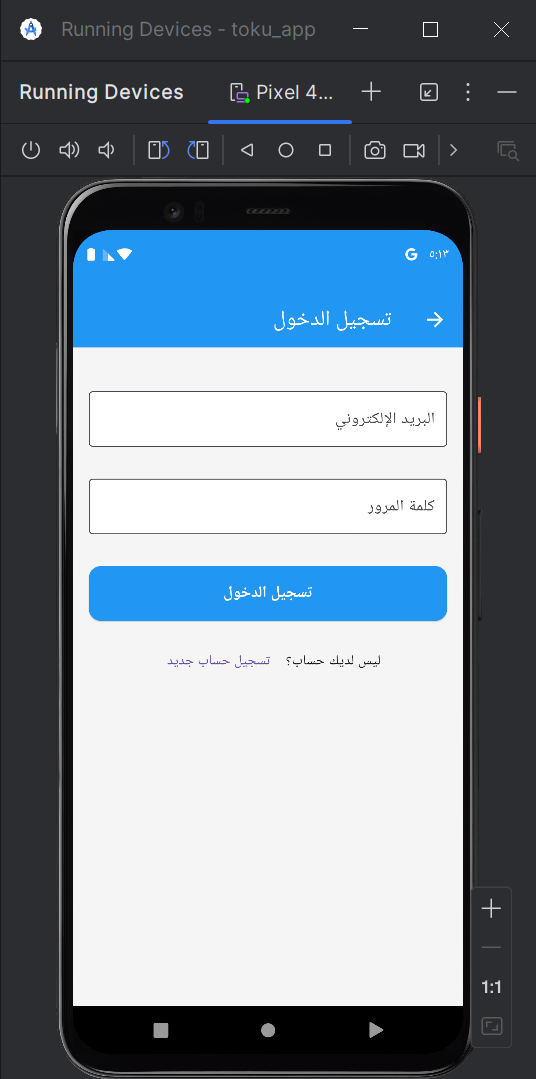 Running Devices - toku_app
Running Devices
Pixel 4...
G ٥:١٣
تسجيل الدخول
البريد الإلكتروني
كلمة المرور
تسجيل الدخول
ليس لديك حساب؟ تسجيل حساب جديد
1:1